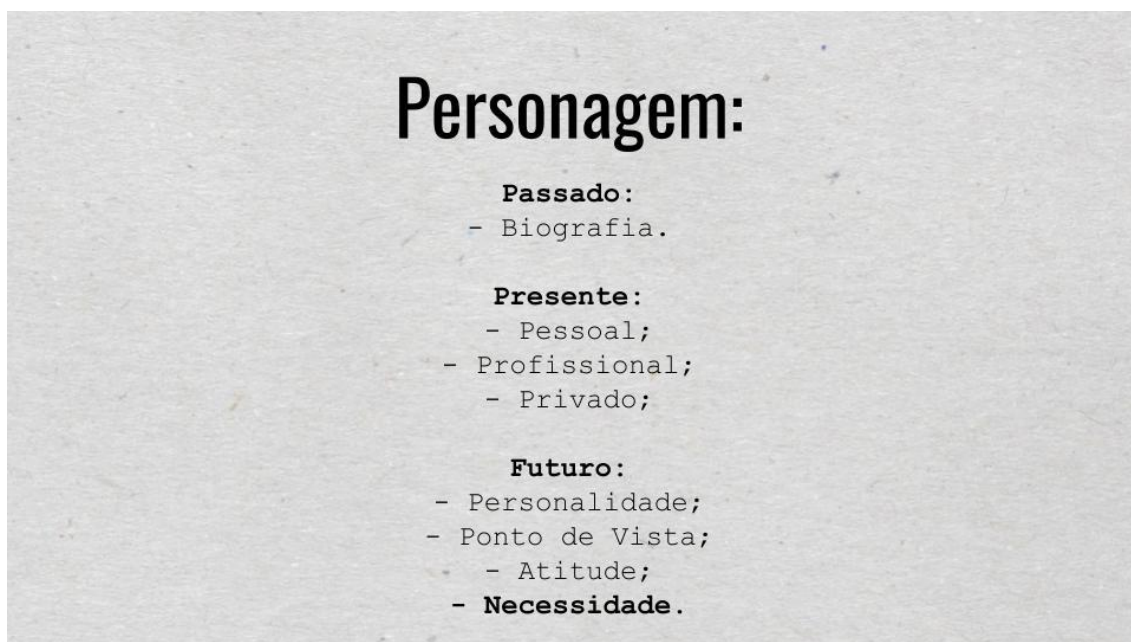 Personagem:
Passado:
- Biografia.
Presente:
- Pessoal;
- Profissional;
- Privado;
Futuro:
- Personalidade;
- Ponto de Vista;
- Atitude;
- Necessidade.